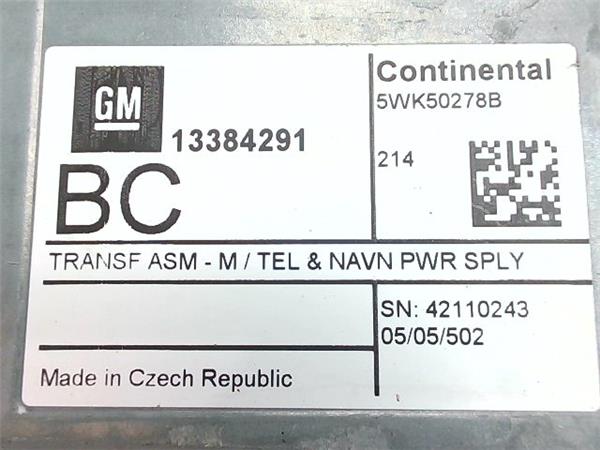 GM
13384291
BC
Continental
5WK50278B
214
TRANSF ASM - M / TEL & NAVN PWR SPLY
SN: 42110243
05/05/502
Made in Czech Republic